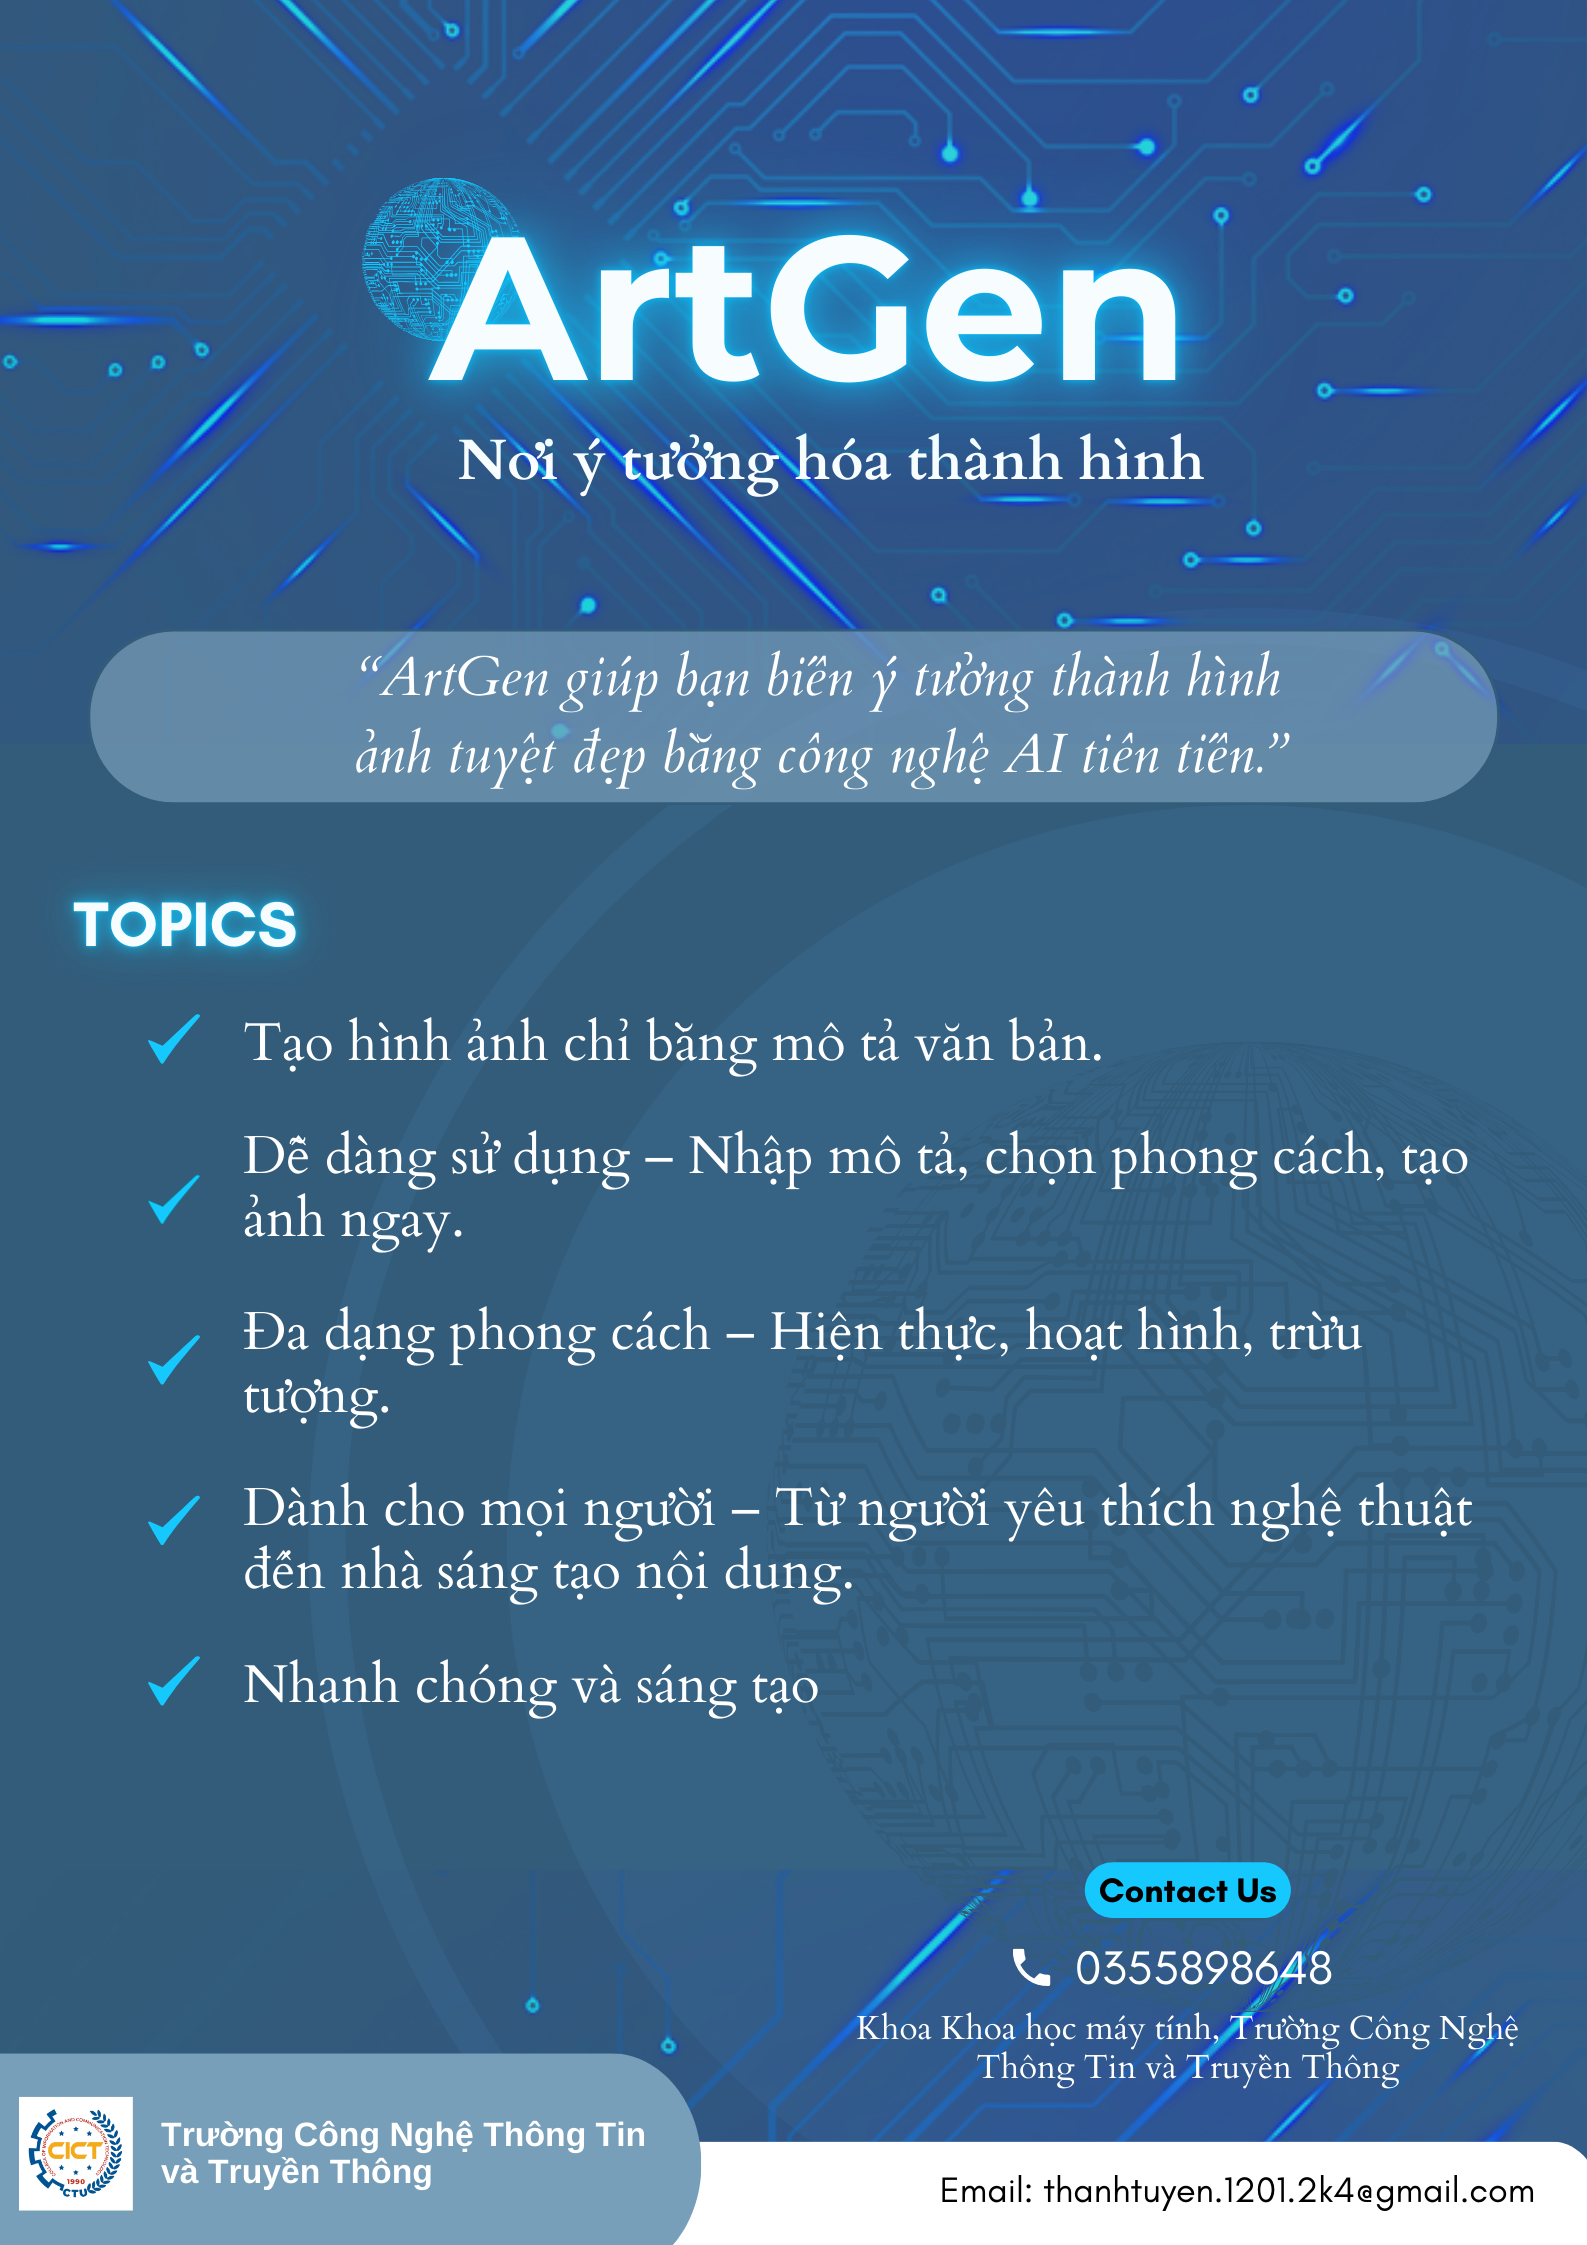 ArtGen
Nơi ý tưởng hóa thành hình
“ArtGen giúp bạn biến ý tưởng thành hình
ảnh tuyệt đẹp bằng công nghệ AI tiên tiến.”
TOPICS
Tạo hình ảnh chỉ bằng mô tả văn bản.
Dễ dàng sử dụng – Nhập mô tả, chọn phong cách, tạo
ảnh ngay.
Đa dạng phong cách – Hiện thực, hoạt hình, trừu
tượng.
Dành cho mọi người – Từ người yêu thích nghệ thuật
đến nhà sáng tạo nội dung.
Nhanh chóng và sáng tạo
Contact Us
0355898648
Khoa Khoa học máy tính, Trường Công Nghệ
Thông Tin và Truyền Thông
CICT
1990
CTU
Trường Công Nghệ Thông Tin
và Truyền Thông
Email: thanhtuyen.1201.2k4@gmail.com